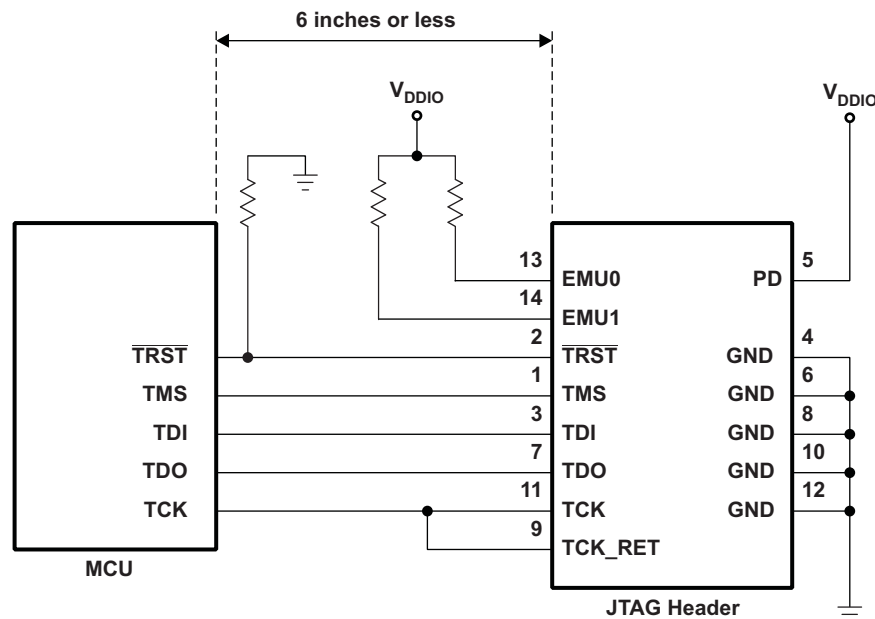 6 inches or less
VDDIO
VDDIO
13
EMU0
5
PD
14
EMU1
2
TRST
TRST
4
GND
1
TMS
TMS
6
GND
3
TDI
TDI
8
GND
7
TDO
TDO
10
GND
11
TCK
TCK
12
GND
9
TCK_RET
MCU
JTAG Header